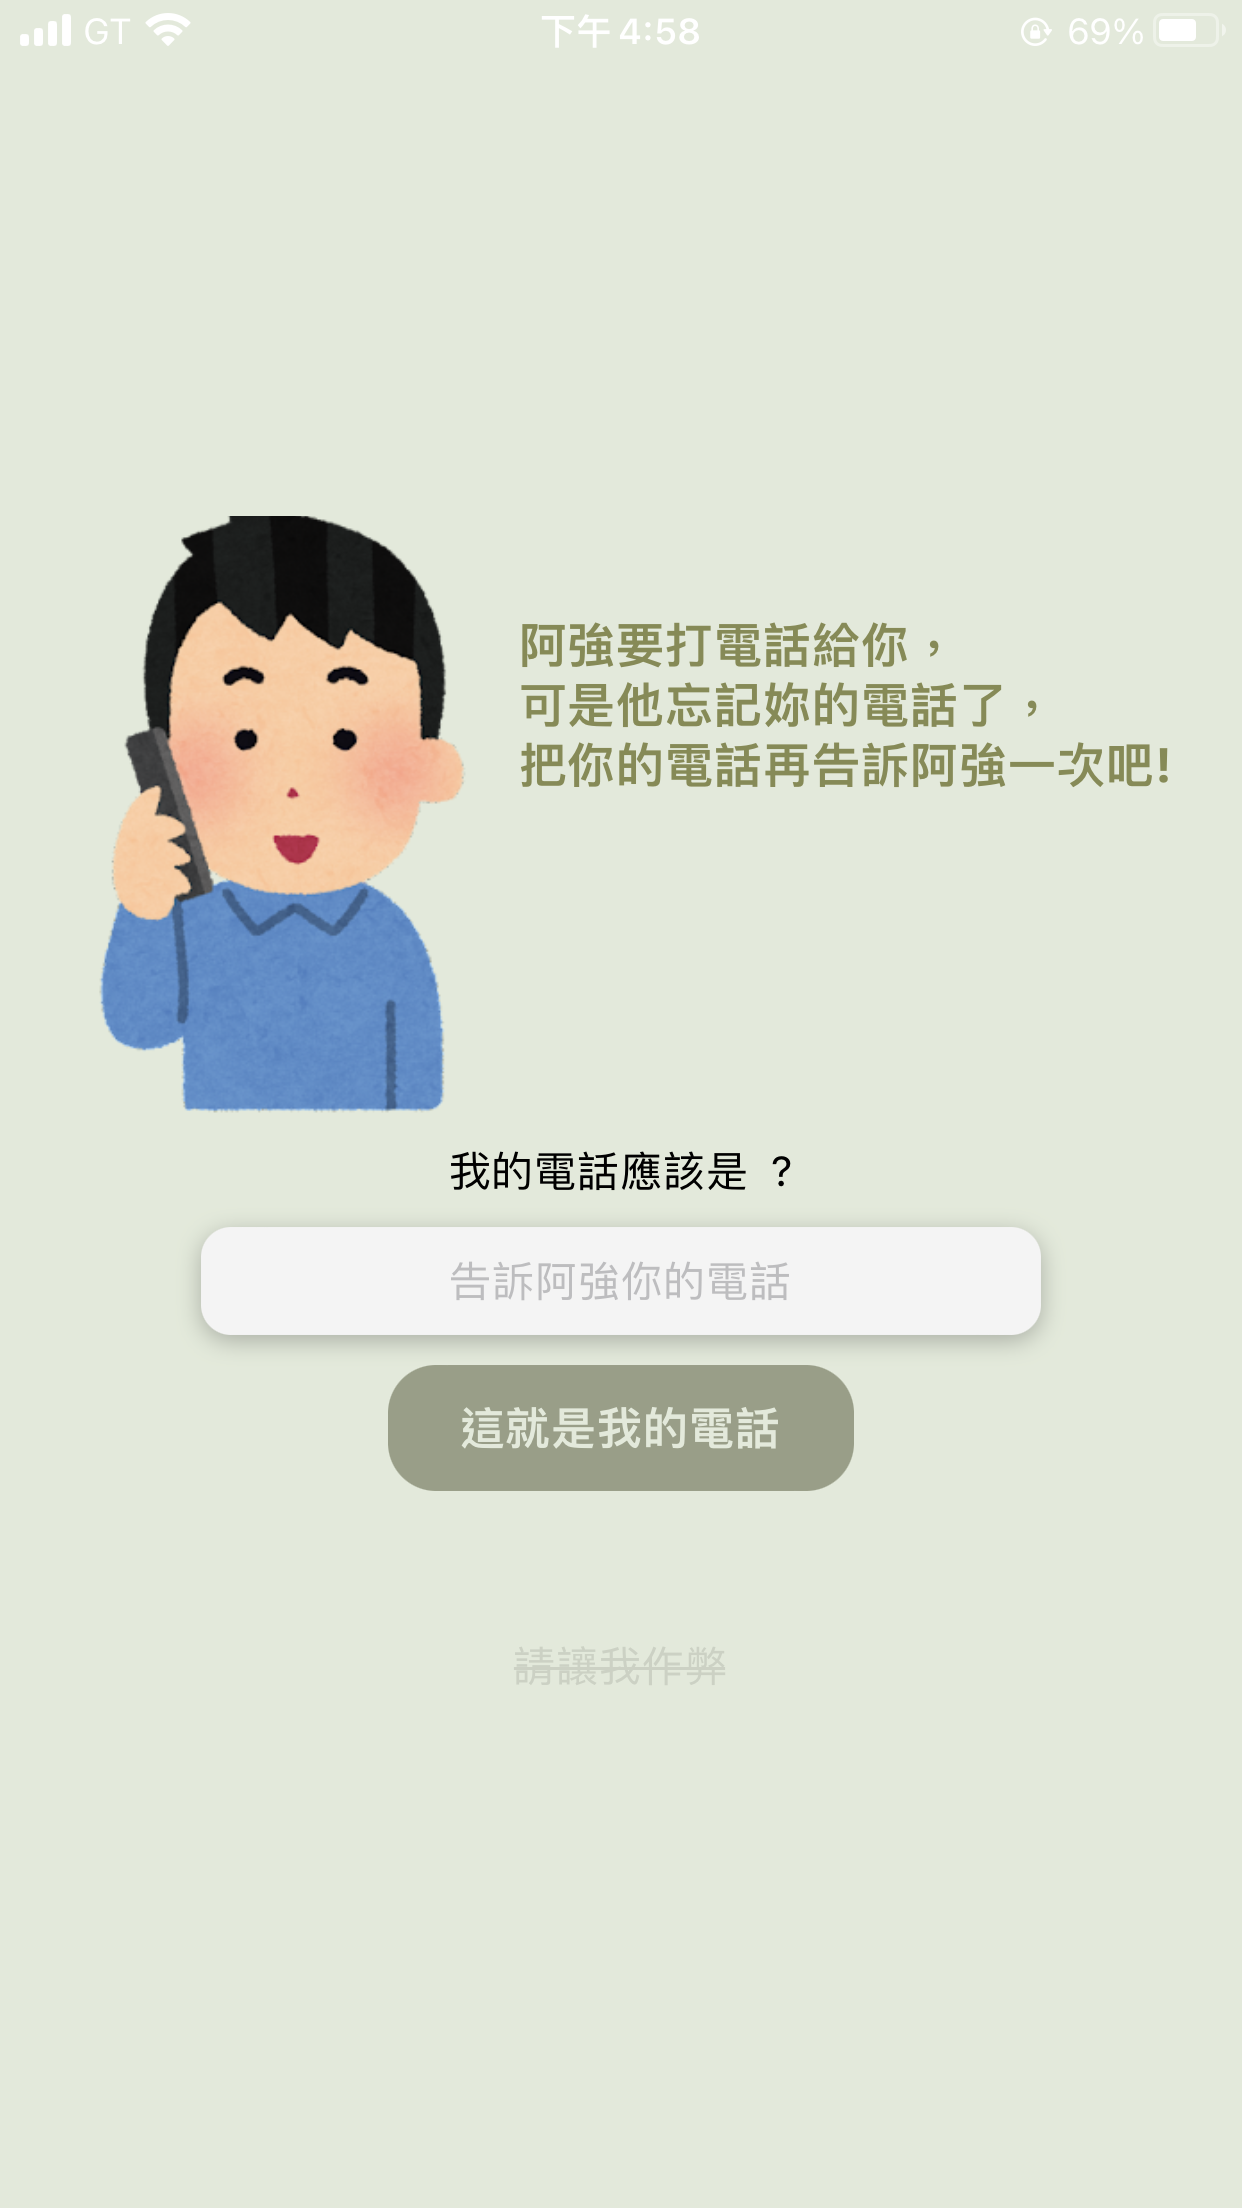 GT 下午4:58 69%
阿強要打電話給你，
可是他忘記妳的電話了，
把你的電話再告訴阿強一次吧!
我的電話應該是 ？
告訴阿強你的電話
這就是我的電話
請讓我作弊